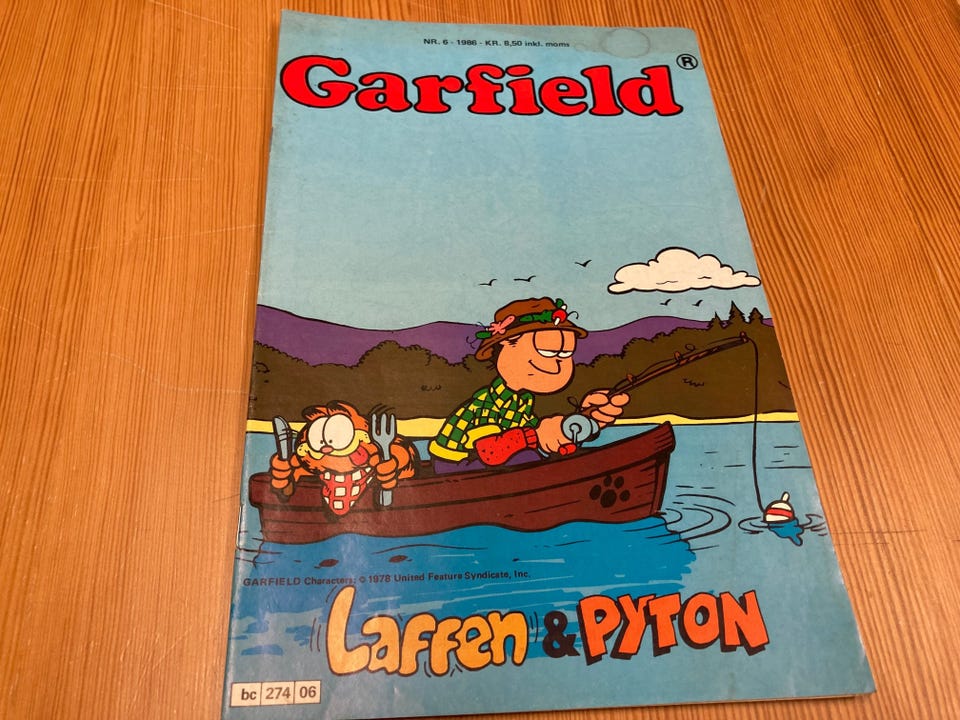 NR. 6 - 1986 - KR. 8,50 inkl. moms
Garfield ®
GARFIELD Characters: © 1978 United Feature Syndicate, Inc.
Laffen & PYTON
bc 274 06